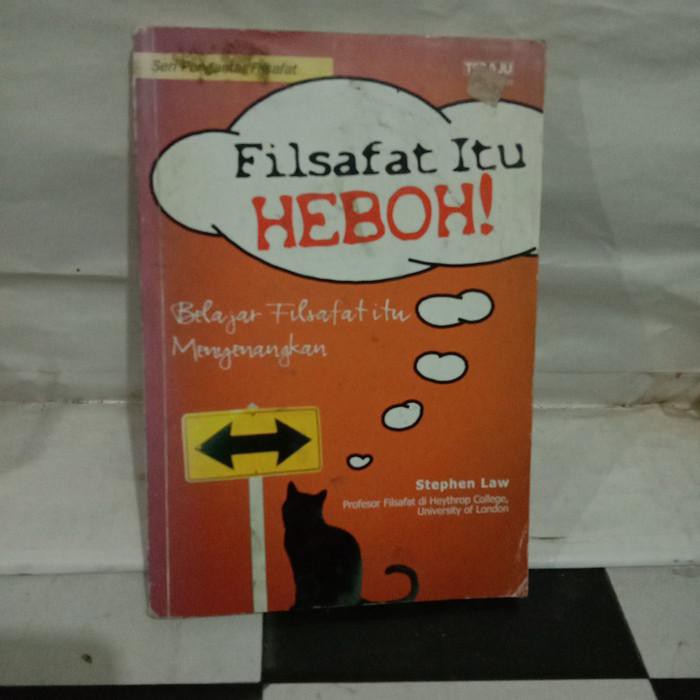 Seri Pengantar Filsafat
TERAJU
Filsafat Itu
HEBOH!
Belajar Filsafat itu
Menyenangkan
Stephen Law
Profesor Filsafat di Heythrop College,
University of London